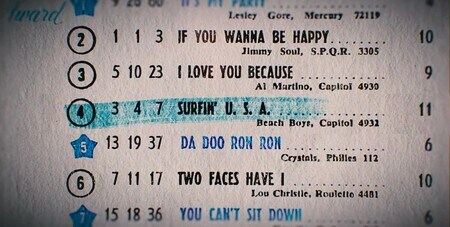 ward
9 28 60 IT'S MY PARTY
Lesley Gore, Mercury 72119
2 1 1 3 IF YOU WANNA BE HAPPY 10
Jimmy Soul, S.P.Q.R. 3305
3 5 10 23 I LOVE YOU BECAUSE 9
Al Martino, Capitol 4930
4 3 4 7 SURFIN' U. S. A. 11
Beach Boys, Capitol 4932
5 13 19 37 DA DOO RON RON 6
Crystals, Philles 112
6 7 11 17 TWO FACES HAVE I 10
Lou Christie, Roulette 4481
7 15 18 36 YOU CAN'T SIT DOWN 6